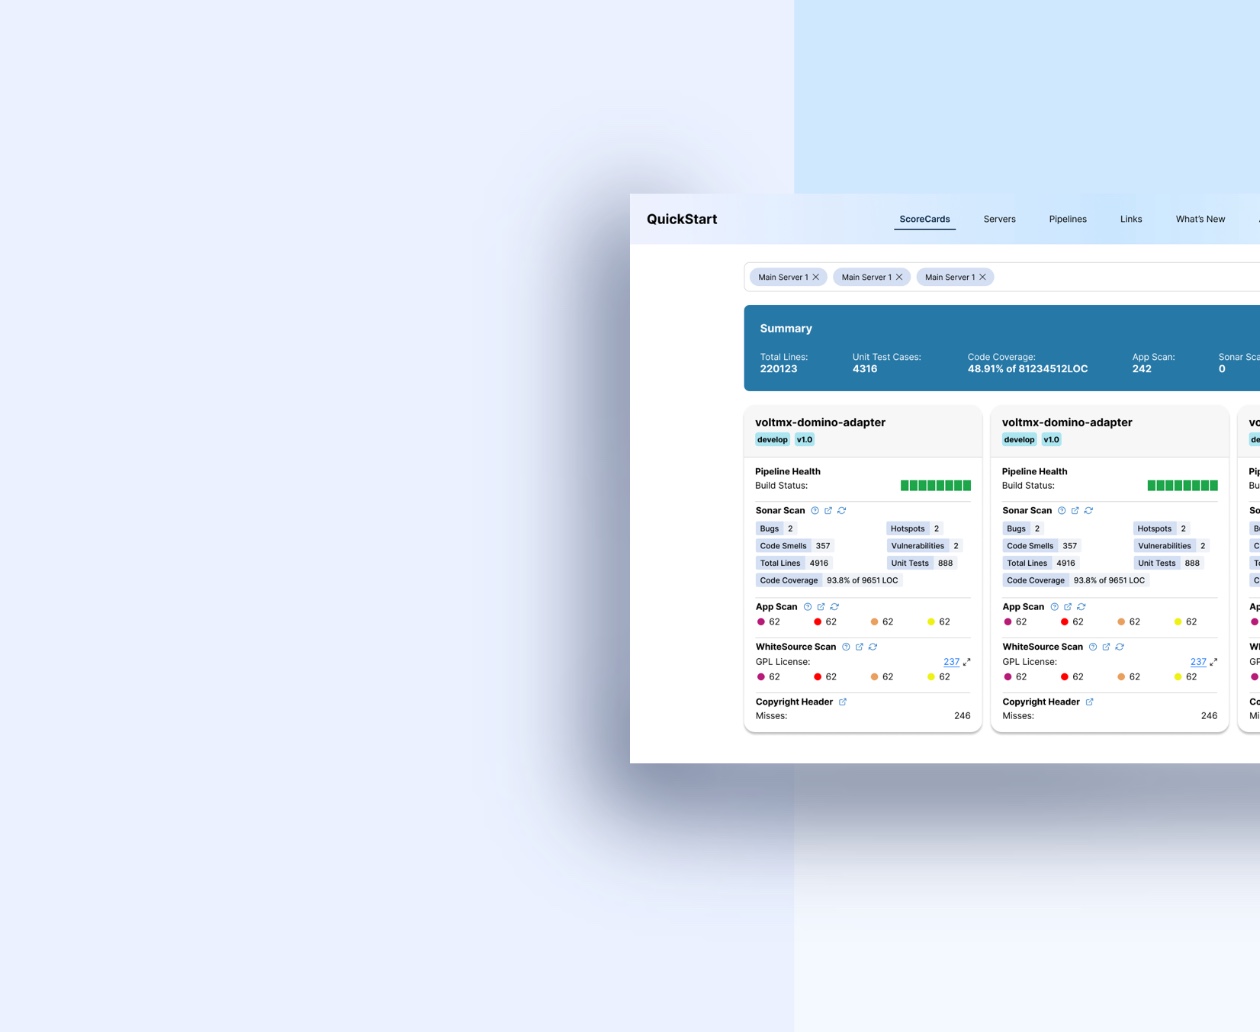 QuickStart ScoreCards Servers Pipelines Links What's New
Main Server 1 Main Server 1 Main Server 1
Summary
Total Lines: Unit Test Cases: Code Coverage: App Scan: Sonar
220123 4316 48.91% of 81234512LOC 242 0
voltmx-domino-adapter voltmx-domino-adapter
develop v1.0 develop v1.0
Pipeline Health Pipeline Health
Build Status: Build Status:
Sonar Scan Sonar Scan
Bugs 2 Hotspots 2 Bugs 2 Hotspots 2
Code Smells 357 Vulnerabilities 2 Code Smells 357 Vulnerabilities 2
Total Lines 4916 Unit Tests 888 Total Lines 4916 Unit Tests 888
Code Coverage 93.8% of 9651 LOC Code Coverage 93.8% of 9651 LOC
App Scan App Scan
62 62 62 62 62 62 62 62
WhiteSource Scan WhiteSource Scan
GPL License: 237 GPL License: 237
62 62 62 62 62 62 62 62
Copyright Header Copyright Header
Misses: 246 Misses: 246